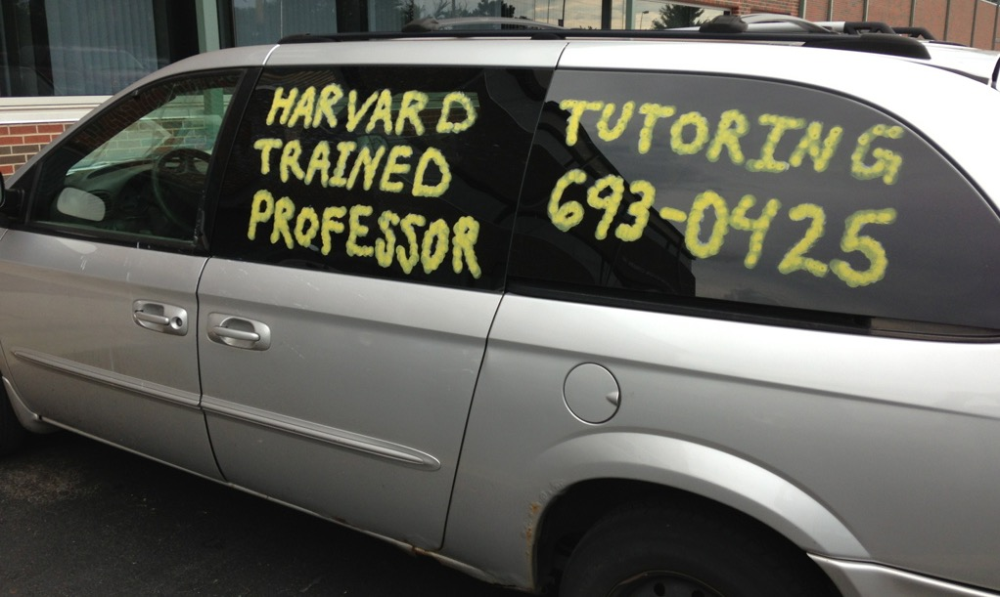 HARVARD
TRAINED
PROFESSOR
TUTORING
693-0425